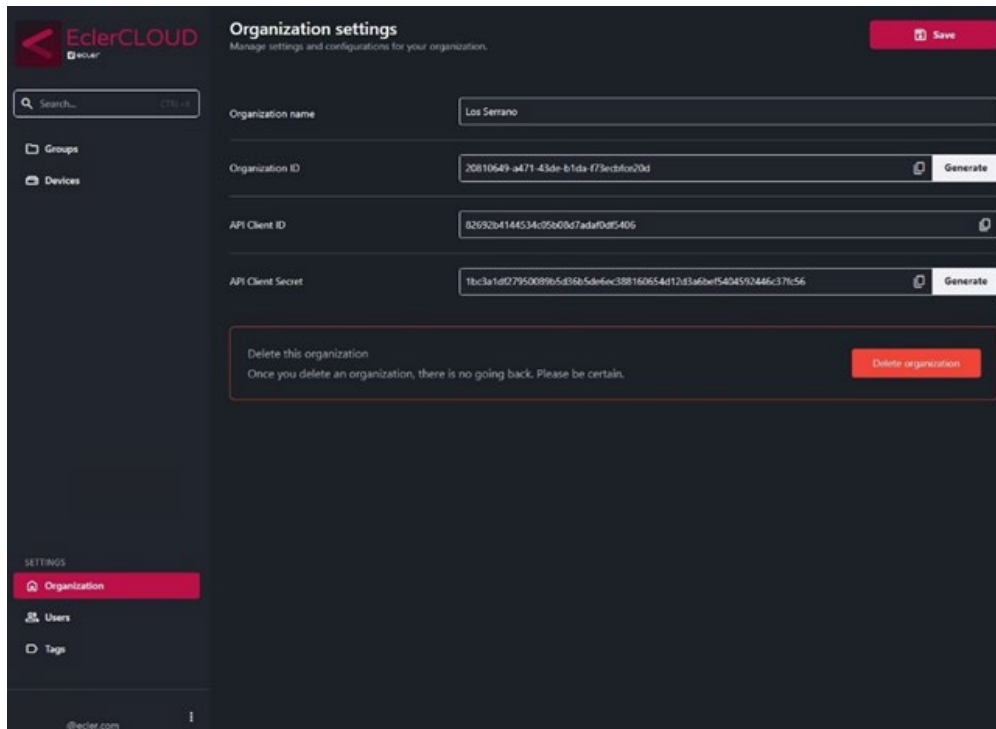 EclerCLOUD
ecler
Search...
CTRL+K
Groups
Devices
SETTINGS
Organization
Users
Tags
@ecler.com
Organization settings
Manage settings and configurations for your organization.
Save
Organization name
Los Serrano
Organization ID
20810649-a471-43de-b1da-f73ecbfce20d
Generate
API Client ID
82692b4144534c05b08d7adaf0df5406
API Client Secret
1bc3a1df27950089b5d36b5de6ec388160654d12d3a6bef5404592446c37fc56
Generate
Delete this organization
Once you delete an organization, there is no going back. Please be certain.
Delete organization